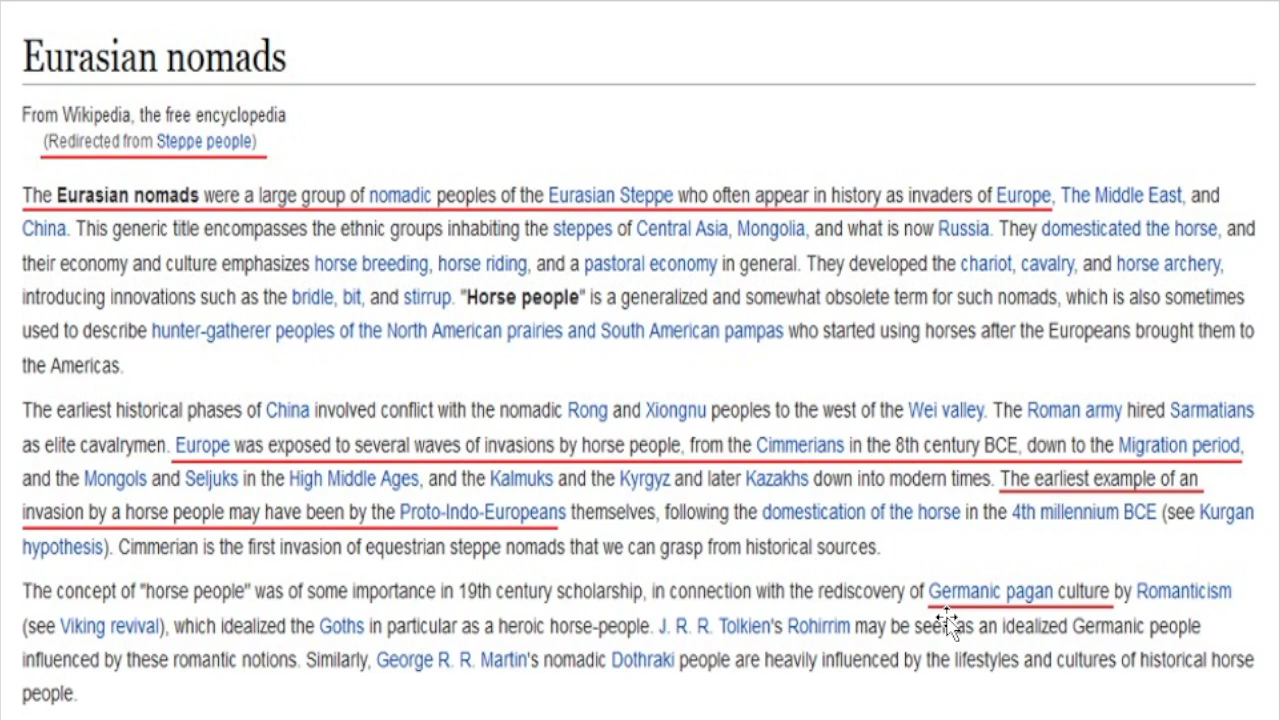 Eurasian nomads
From Wikipedia, the free encyclopedia
(Redirected from Steppe people)
The Eurasian nomads were a large group of nomadic peoples of the Eurasian Steppe who often appear in history as invaders of Europe, The Middle East, and
China. This generic title encompasses the ethnic groups inhabiting the steppes of Central Asia, Mongolia, and what is now Russia. They domesticated the horse, and
their economy and culture emphasizes horse breeding, horse riding, and a pastoral economy in general. They developed the chariot, cavalry, and horse archery,
introducing innovations such as the bridle, bit, and stirrup. "Horse people" is a generalized and somewhat obsolete term for such nomads, which is also sometimes
used to describe hunter-gatherer peoples of the North American prairies and South American pampas who started using horses after the Europeans brought them to
the Americas.
The earliest historical phases of China involved conflict with the nomadic Rong and Xiongnu peoples to the west of the Wei valley. The Roman army hired Sarmatians
as elite cavalrymen. Europe was exposed to several waves of invasions by horse people, from the Cimmerians in the 8th century BCE, down to the Migration period,
and the Mongols and Seljuks in the High Middle Ages, and the Kalmuks and the Kyrgyz and later Kazakhs down into modern times. The earliest example of an
invasion by a horse people may have been by the Proto-Indo-Europeans themselves, following the domestication of the horse in the 4th millennium BCE (see Kurgan
hypothesis). Cimmerian is the first invasion of equestrian steppe nomads that we can grasp from historical sources.
The concept of "horse people" was of some importance in 19th century scholarship, in connection with the rediscovery of Germanic pagan culture by Romanticism
(see Viking revival), which idealized the Goths in particular as a heroic horse-people. J. R. R. Tolkien's Rohirrim may be seen as an idealized Germanic people
influenced by these romantic notions. Similarly, George R. R. Martin's nomadic Dothraki people are heavily influenced by the lifestyles and cultures of historical horse
people.